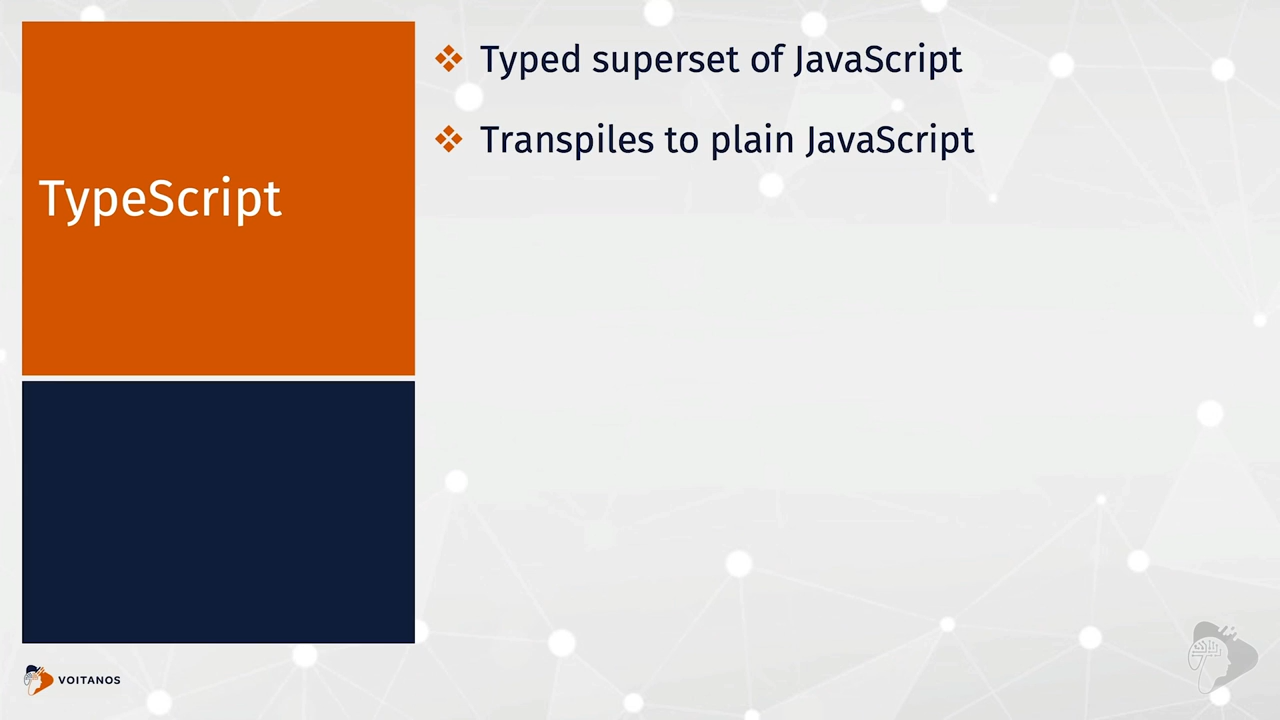 TypeScript
Typed superset of JavaScript
Transpiles to plain JavaScript
VOITANOS